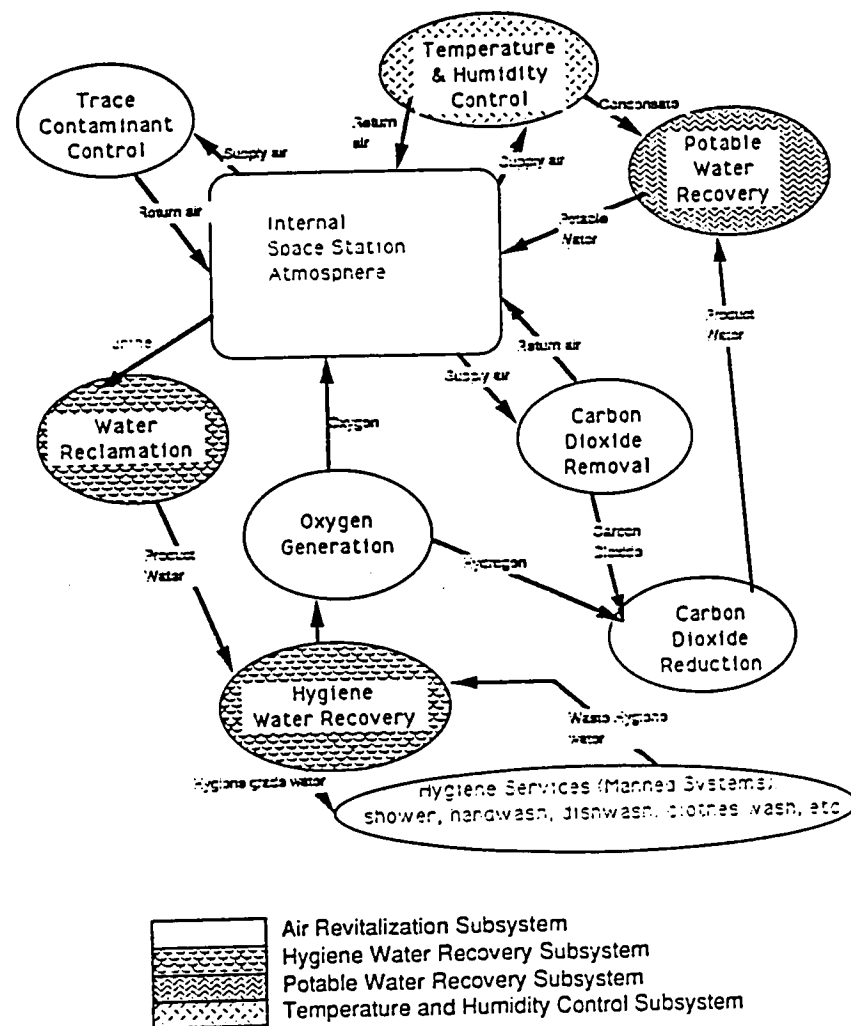 Temperature
& Humidity
Control
Trace
Contaminant
Control
Return
air
Condensate
Supply air
Supply air
Potable
Water
Recovery
Return air
Internal
Space Station
Atmosphere
Potable
Water
Product
Water
Return air
Supply air
Water
Reclamation
Oxygen
Carbon
Dioxide
Removal
Oxygen
Generation
Product
Water
Hydrogen
Carbon
Dioxide
Carbon
Dioxide
Reduction
Hygiene
Water Recovery
Waste Hygiene
water
Hygiene grade water
Hygiene Services (Manned Systems):
shower, handwash, dishwash, clothes wash, etc
Air Revitalization Subsystem
Hygiene Water Recovery Subsystem
Potable Water Recovery Subsystem
Temperature and Humidity Control Subsystem